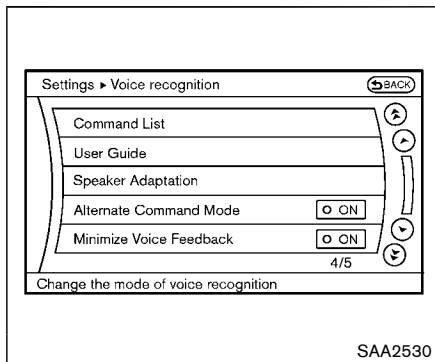 Settings ▸ Voice recognition BACK
Command List
User Guide
Speaker Adaptation
Alternate Command Mode ON
Minimize Voice Feedback ON
4/5
Change the mode of voice recognition
SAA2530